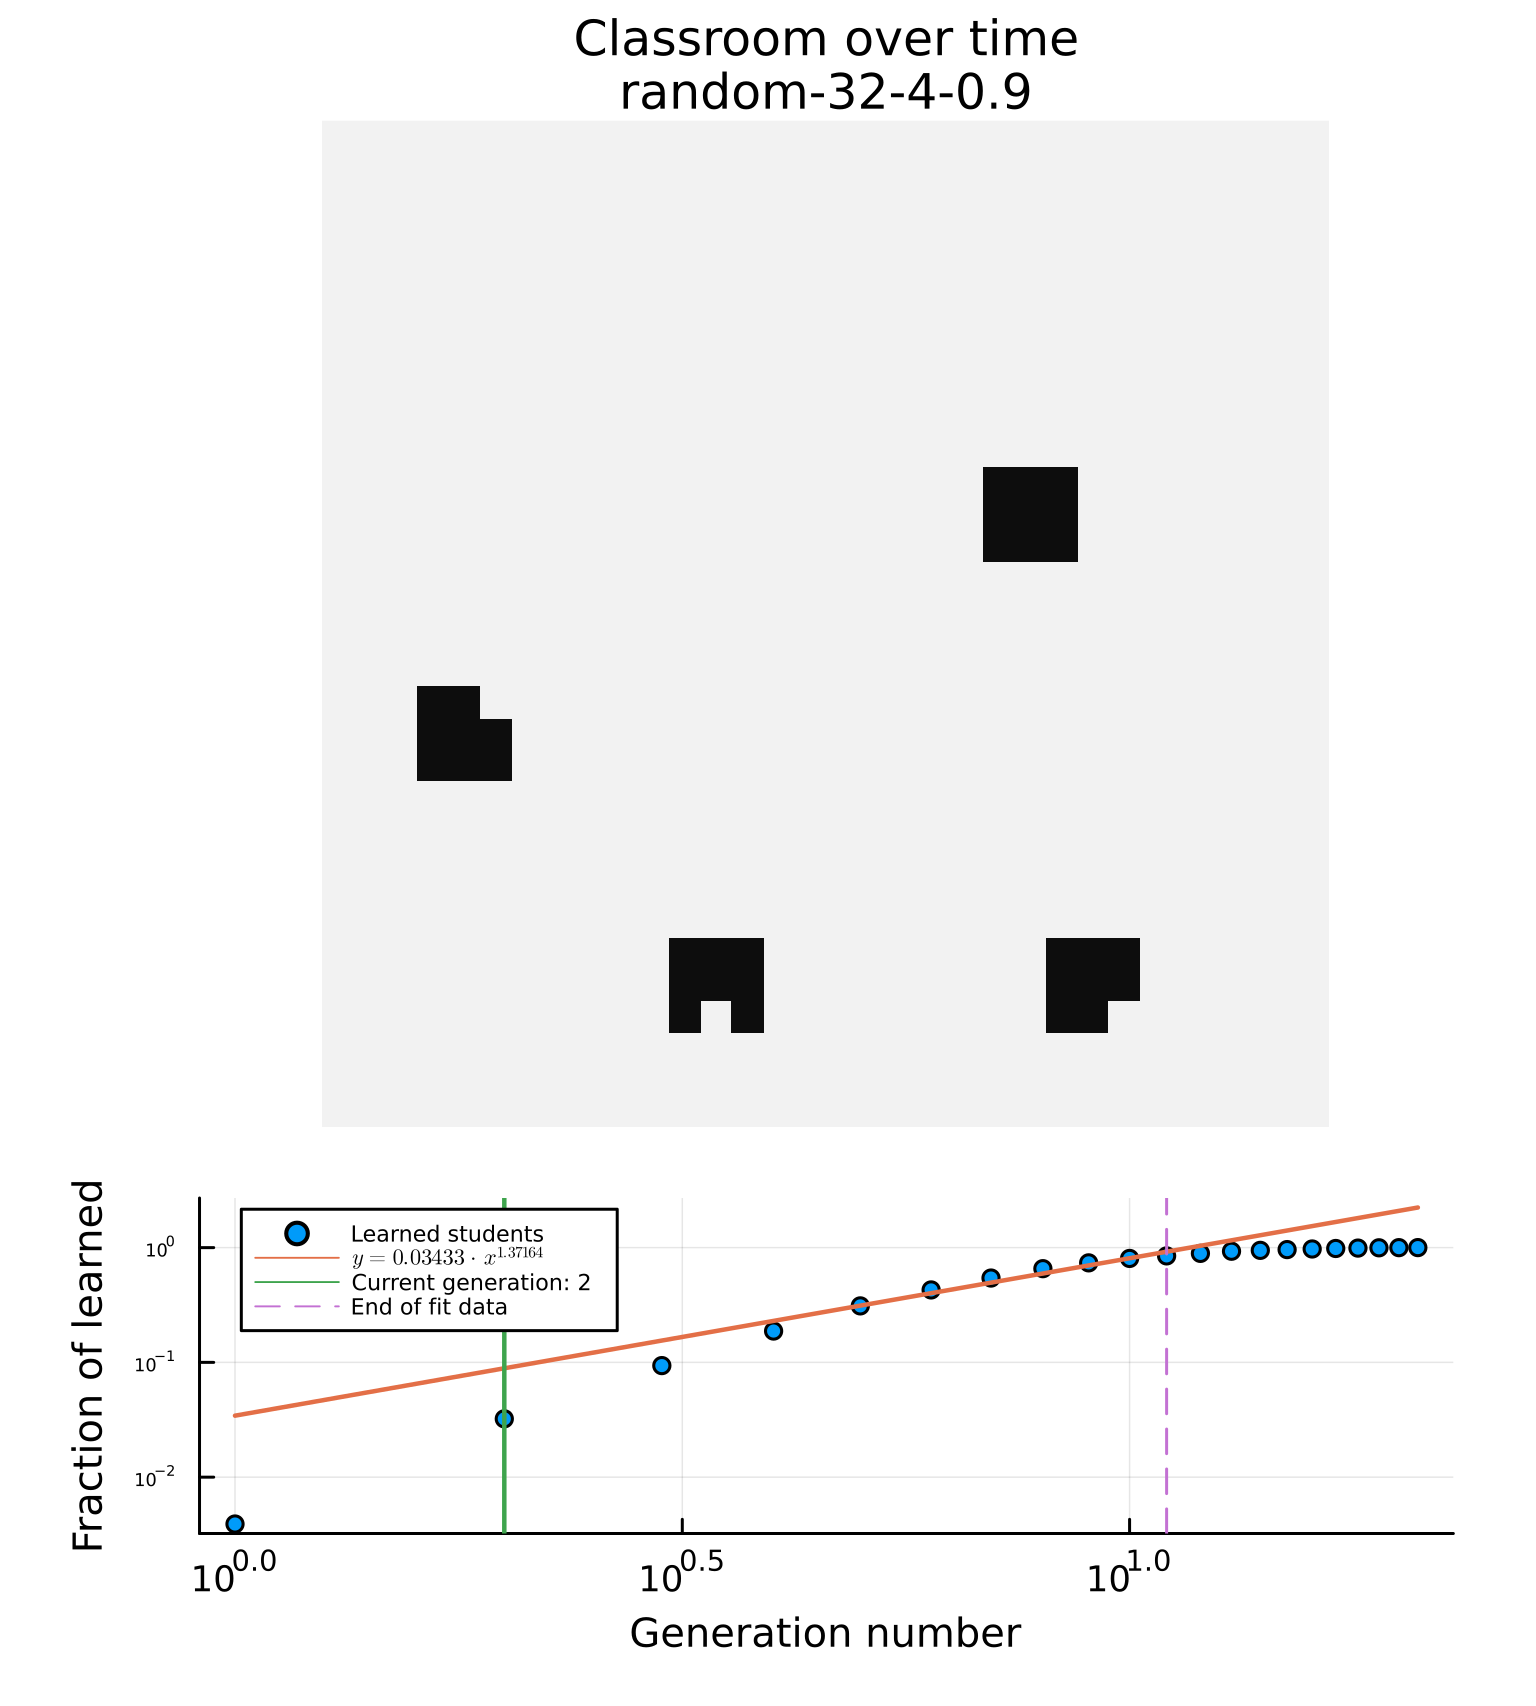 Classroom over time
random-32-4-0.9
Fraction of learned
10⁰
10⁻¹
10⁻²
Learned students
y = 0.03433 · x^1.37164
Current generation: 2
End of fit data
10^0.0
10^0.5
10^1.0
Generation number